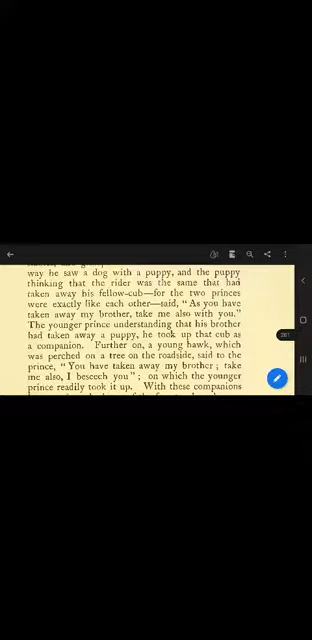 way he saw a dog with a puppy, and the puppy
thinking that the rider was the same that had
taken away his fellow-cub—for the two princes
were exactly like each other—said, "As you have
taken away my brother, take me also with you."
The younger prince understanding that his brother
had taken away a puppy, he took up that cub as
a companion. Further on, a young hawk, which
was perched on a tree on the roadside, said to the
prince, "You have taken away my brother; take
me also, I beseech you"; on which the younger
prince readily took it up. With these companions
261